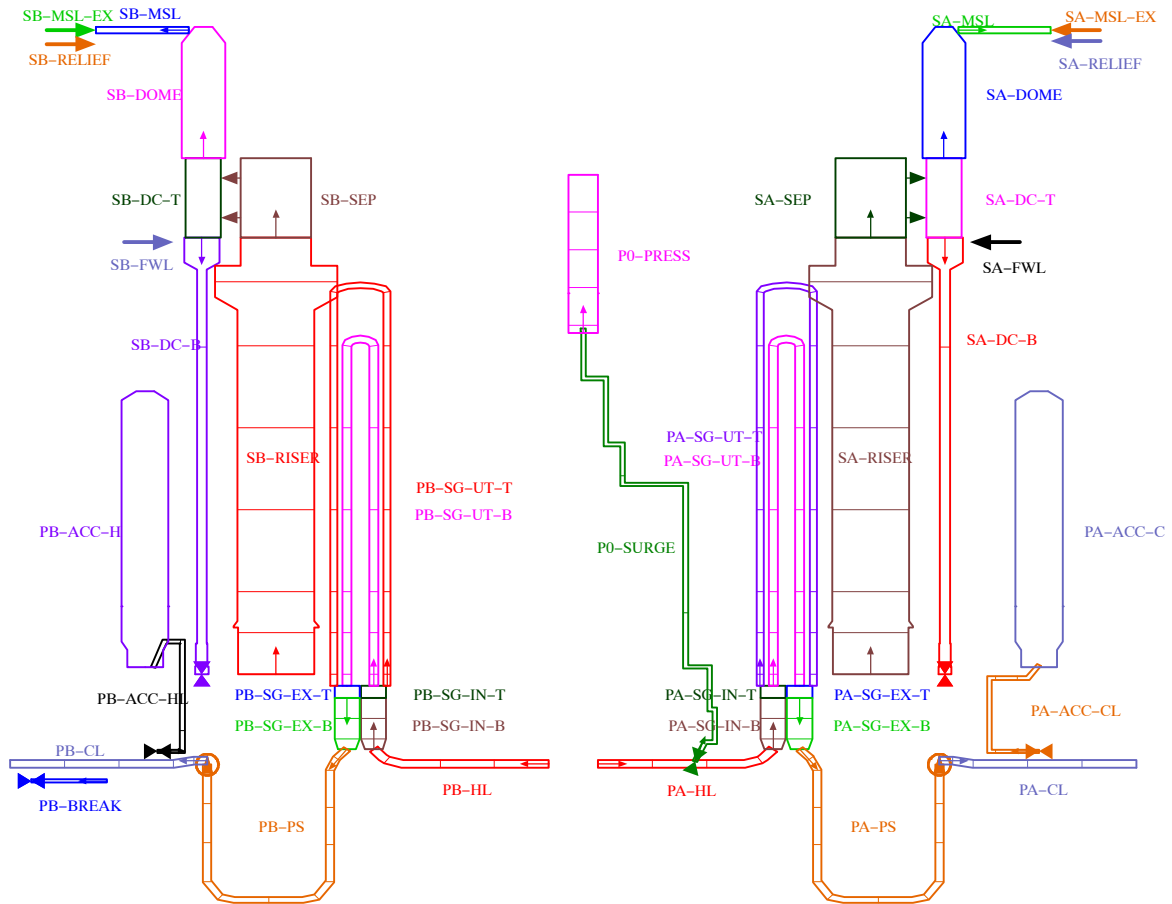 SB-MSL-EX
SB-MSL
SB-RELIEF
SB-DOME
SB-DC-T
SB-SEP
SB-FWL
SB-DC-B
SB-RISER
PB-SG-UT-T
PB-SG-UT-B
PB-ACC-H
PB-ACC-HL
PB-SG-EX-T
PB-SG-IN-T
PB-SG-EX-B
PB-SG-IN-B
PB-CL
PB-BREAK
PB-HL
PB-PS
P0-PRESS
P0-SURGE
SA-MSL
SA-MSL-EX
SA-RELIEF
SA-DOME
SA-SEP
SA-DC-T
SA-FWL
SA-DC-B
PA-SG-UT-T
PA-SG-UT-B
SA-RISER
PA-ACC-C
PA-SG-IN-T
PA-SG-EX-T
PA-SG-IN-B
PA-SG-EX-B
PA-ACC-CL
PA-HL
PA-CL
PA-PS